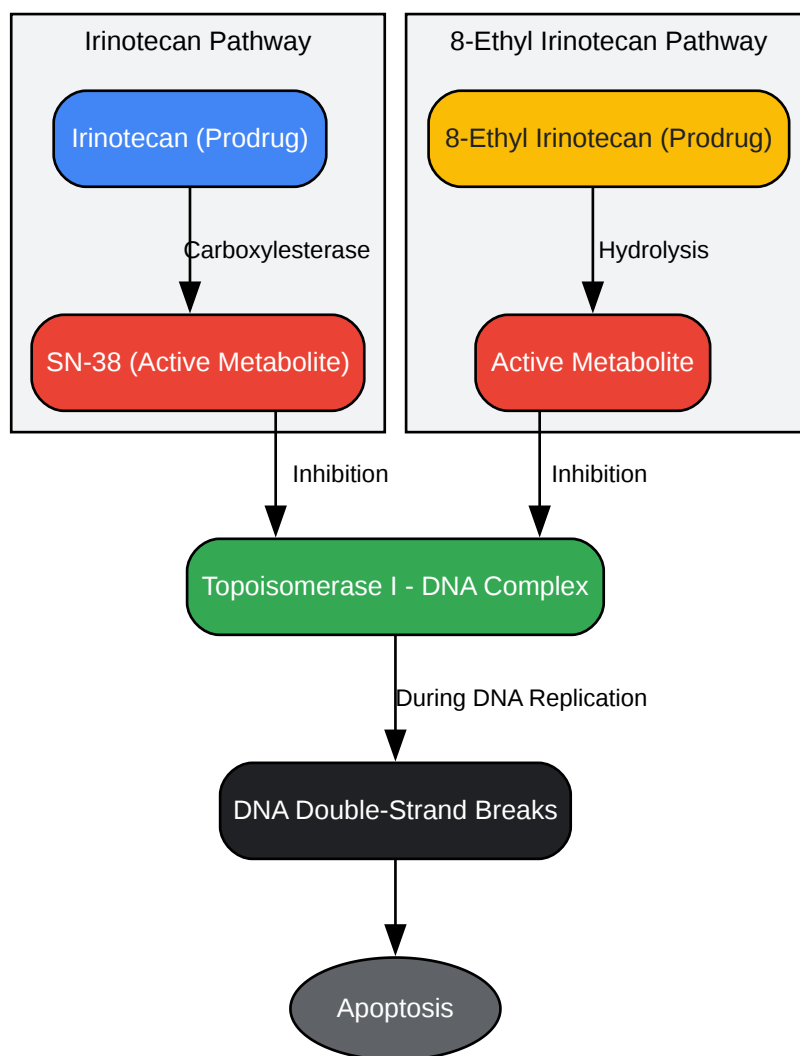 Irinotecan Pathway
8-Ethyl Irinotecan Pathway
Irinotecan (Prodrug)
8-Ethyl Irinotecan (Prodrug)
Carboxylesterase
Hydrolysis
SN-38 (Active Metabolite)
Active Metabolite
Inhibition
Inhibition
Topoisomerase I - DNA Complex
During DNA Replication
DNA Double-Strand Breaks
Apoptosis